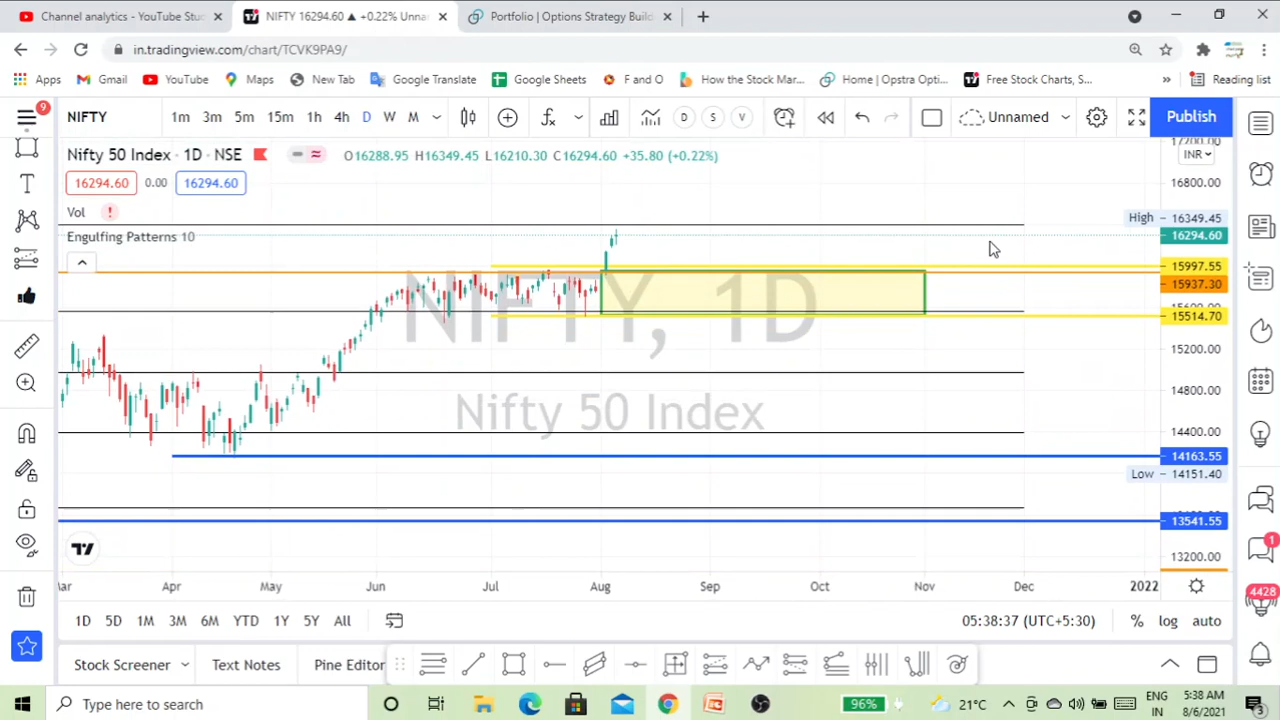 Channel analytics - YouTube Stu
NIFTY 16294.60 ▲ +0.22% Unna
Portfolio | Options Strategy Build
in.tradingview.com/chart/TCVK9PA9/
Apps Gmail YouTube Maps New Tab Google Translate Google Sheets F and O How the Stock Mar... Home | Opstra Opti... Free Stock Charts, S... » Reading list
9 NIFTY 1m 3m 5m 15m 1h 4h D W M D S V Unnamed Publish
Nifty 50 Index · 1D · NSE O16288.95 H16349.45 L16210.30 C16294.60 +35.80 (+0.22%)
INR
16294.60 0.00 16294.60
16800.00
Vol !
High 16349.45
Engulfing Patterns 10
16294.60
15997.55
15937.30
NIFTY, 1D
15514.70
15200.00
14800.00
Nifty 50 Index
14400.00
14163.55
Low 14151.40
13541.55
13200.00
Apr May Jun Jul Aug Sep Oct Nov Dec 2022
1
4428
1D 5D 1M 3M 6M YTD 1Y 5Y All 05:38:37 (UTC+5:30) % log auto
Stock Screener Text Notes Pine Editor
Type here to search 96% 21°C ENG IN 5:38 AM 8/6/2021 3